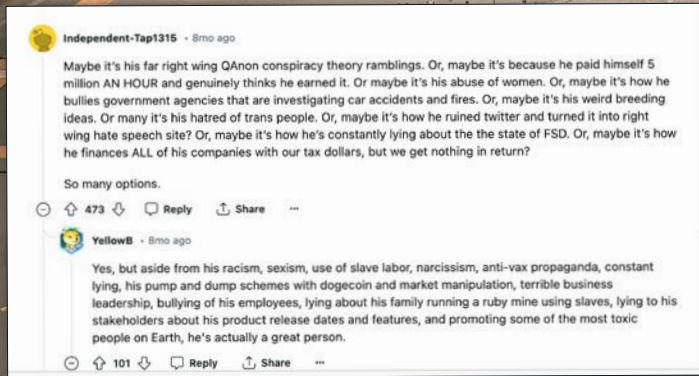 Independent-Tap1315 • 8mo ago
Maybe it's his far right wing QAnon conspiracy theory ramblings. Or, maybe it's because he paid himself 5
million AN HOUR and genuinely thinks he earned it. Or maybe it's his abuse of women. Or, maybe it's how he
bullies government agencies that are investigating car accidents and fires. Or, maybe it's his weird breeding
ideas. Or many it's his hatred of trans people. Or, maybe it's how he ruined twitter and turned it into right
wing hate speech site? Or, maybe it's how he's constantly lying about the the state of FSD. Or, maybe it's how
he finances ALL of his companies with our tax dollars, but we get nothing in return?
So many options.
473 Reply Share ...
YellowB • 8mo ago
Yes, but aside from his racism, sexism, use of slave labor, narcissism, anti-vax propaganda, constant
lying, his pump and dump schemes with dogecoin and market manipulation, terrible business
leadership, bullying of his employees, lying about his family running a ruby mine using slaves, lying to his
stakeholders about his product release dates and features, and promoting some of the most toxic
people on Earth, he's actually a great person.
101 Reply Share ...